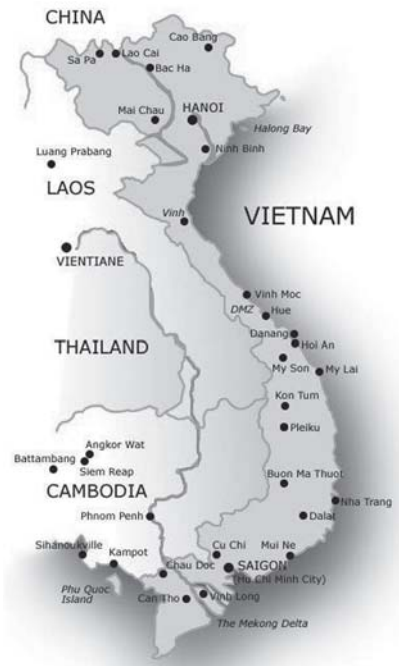 CHINA
Cao Bang
Sa Pa
Lao Cai
Bac Ha
Mai Chau
HANOI
Halong Bay
Luang Prabang
Ninh Binh
LAOS
Vinh
VIETNAM
VIENTIANE
Vinh Moc
DMZ
Hue
THAILAND
Danang
Hoi An
My Son
My Lai
Kon Tum
Pleiku
Angkor Wat
Battambang
Siem Reap
Buon Ma Thuot
CAMBODIA
Nha Trang
Phnom Penh
Dalat
Sihanoukville
Kampot
Cu Chi
Mui Ne
Chau Doc
SAIGON
(Hu Chi Minh City)
Phu Quoc
Island
Can Tho
Vinh Long
The Mekong Delta